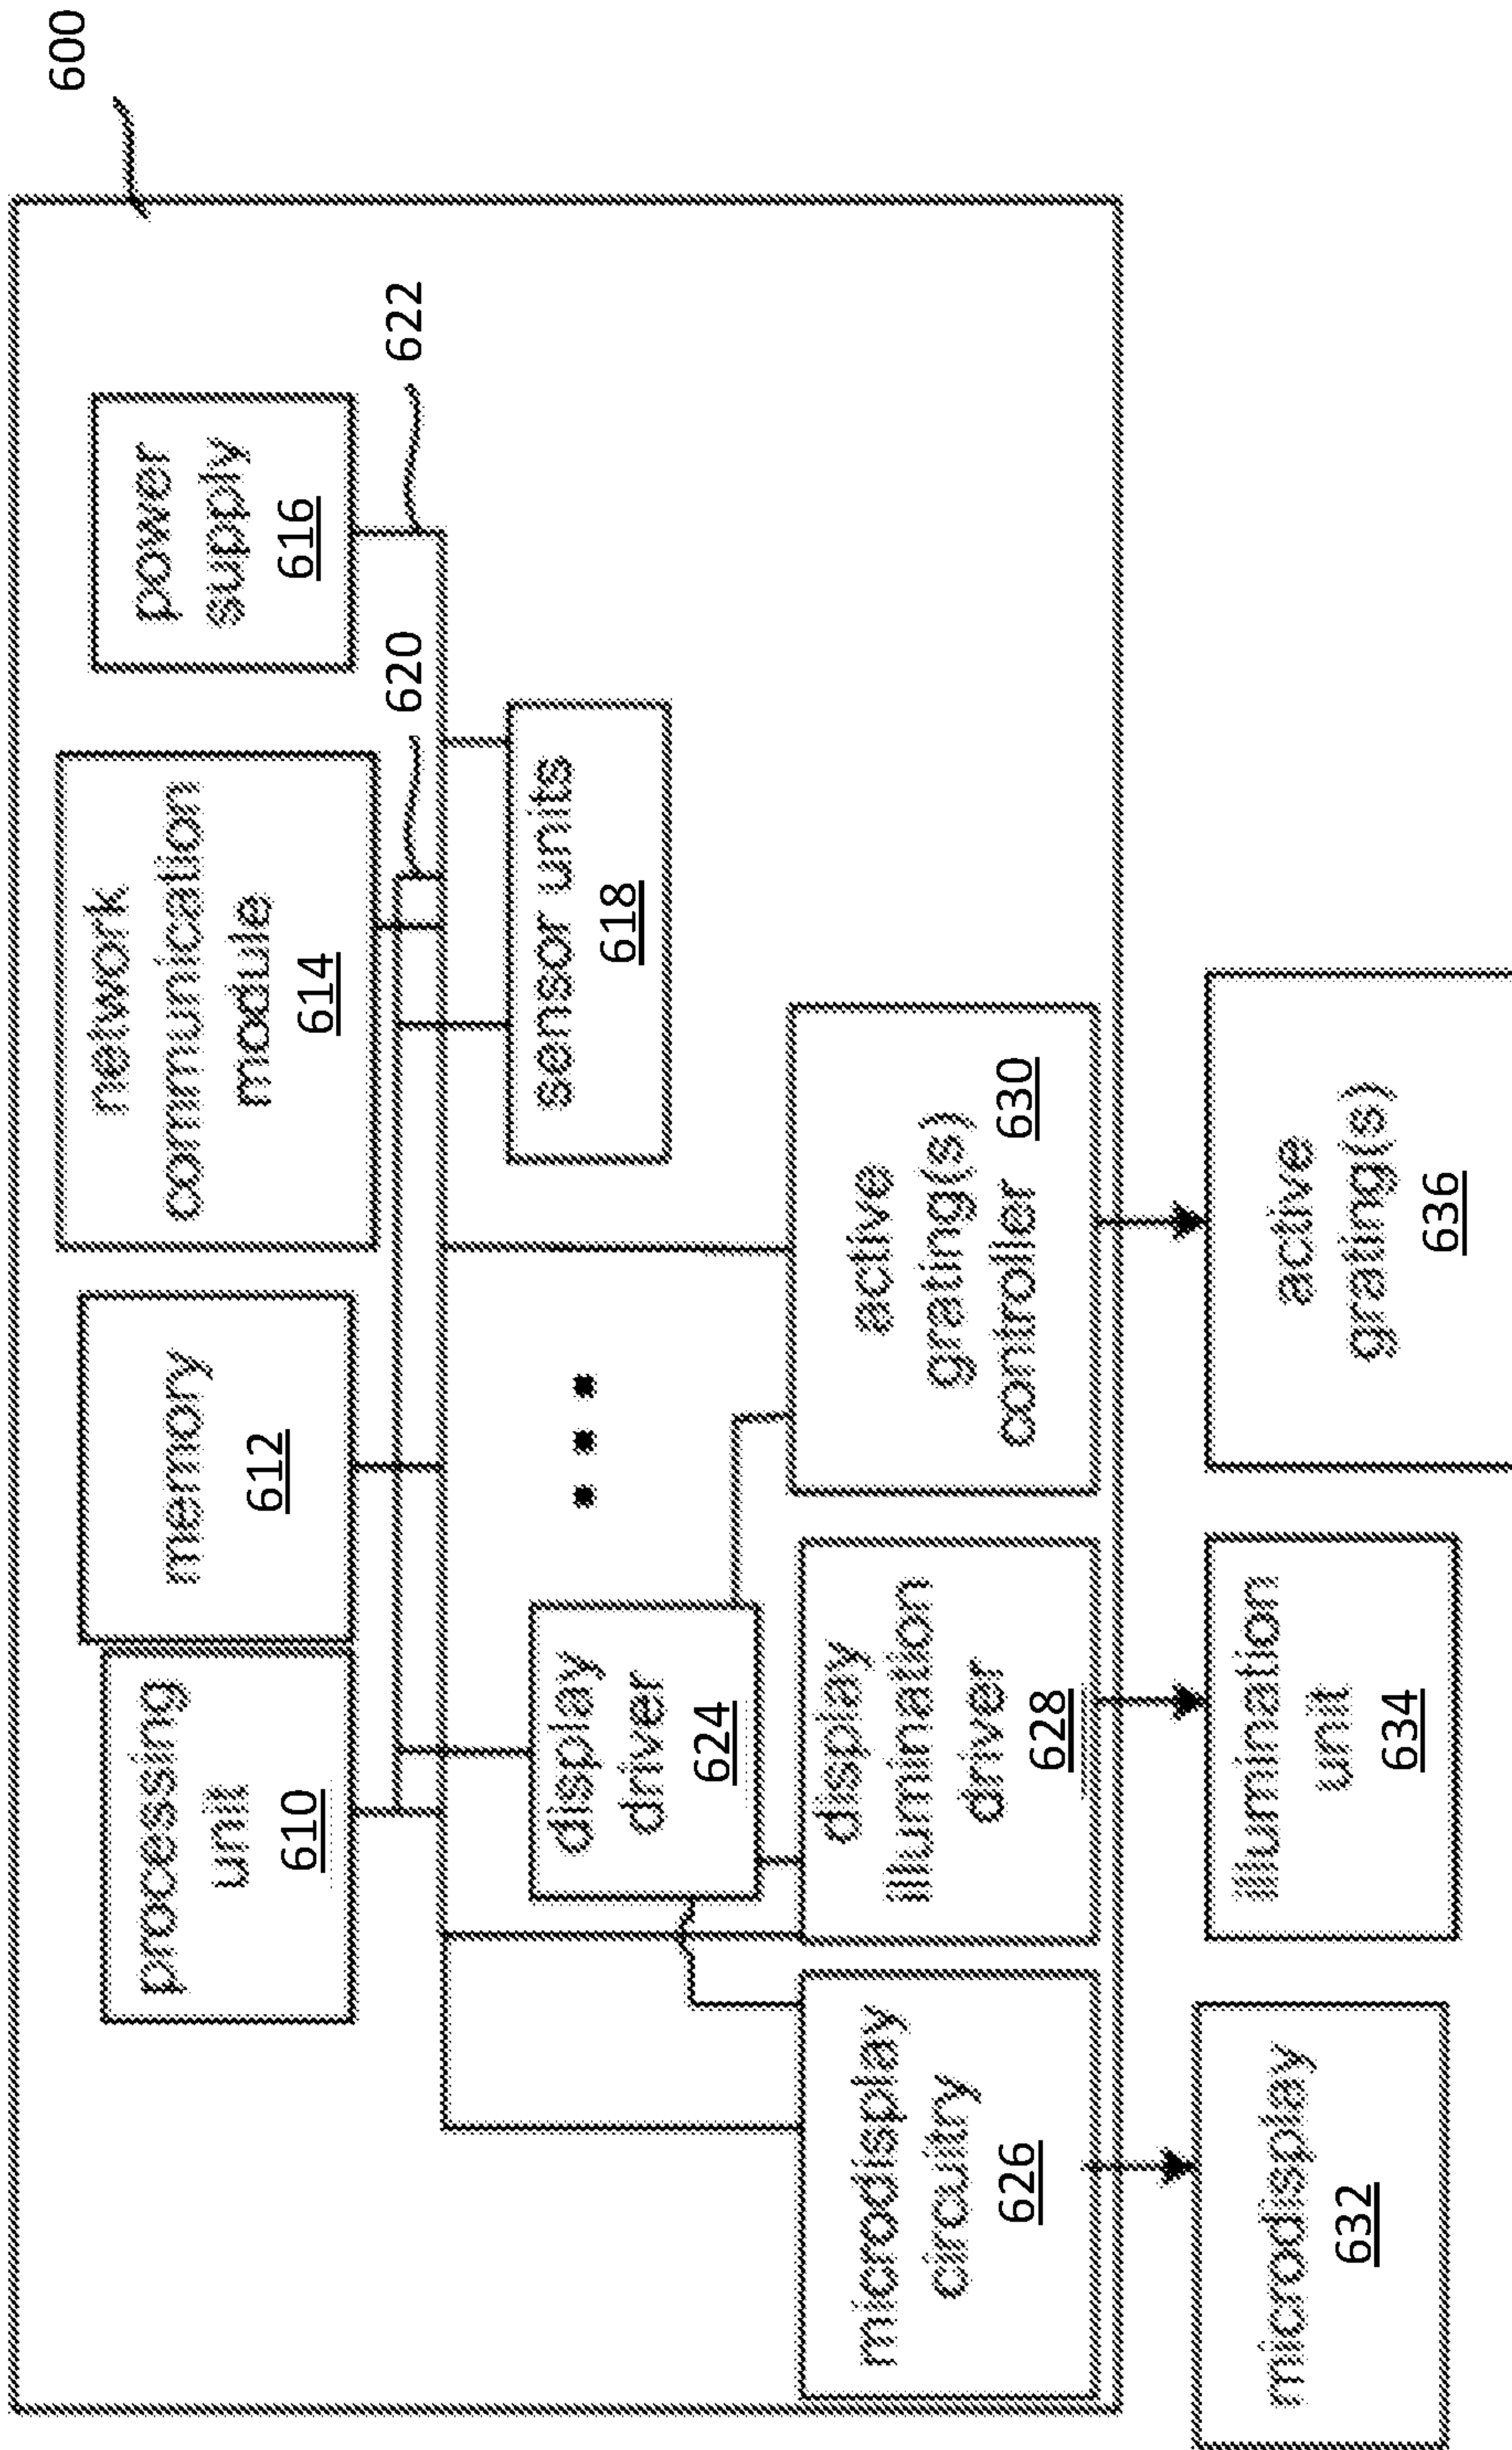 600
processing
unit
610
memory
612
network
communication
module
614
power
supply
616
620
622
sensor units
618
display
driver
624
microdisplay
circuitry
626
display
illumination
driver
628
active
grating(s)
controller 630
microdisplay
632
illumination
unit
634
active
grating(s)
636